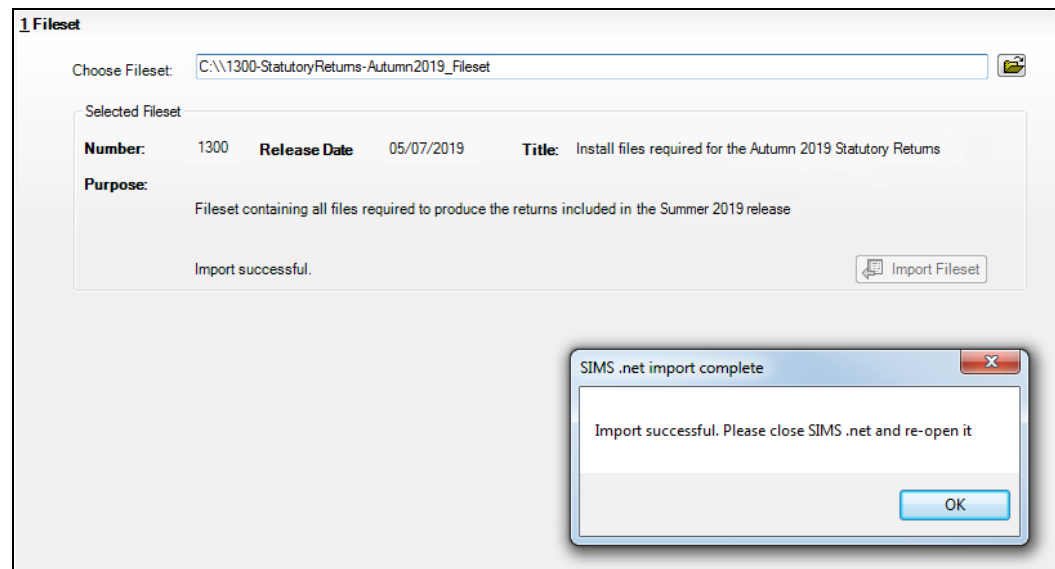 1 Fileset
Choose Fileset: C:\\1300-StatutoryReturns-Autumn2019_Fileset
Selected Fileset
Number: 1300 Release Date 05/07/2019 Title: Install files required for the Autumn 2019 Statutory Returns
Purpose:
Fileset containing all files required to produce the returns included in the Summer 2019 release
Import successful.
Import Fileset
SIMS .net import complete
Import successful. Please close SIMS .net and re-open it
OK